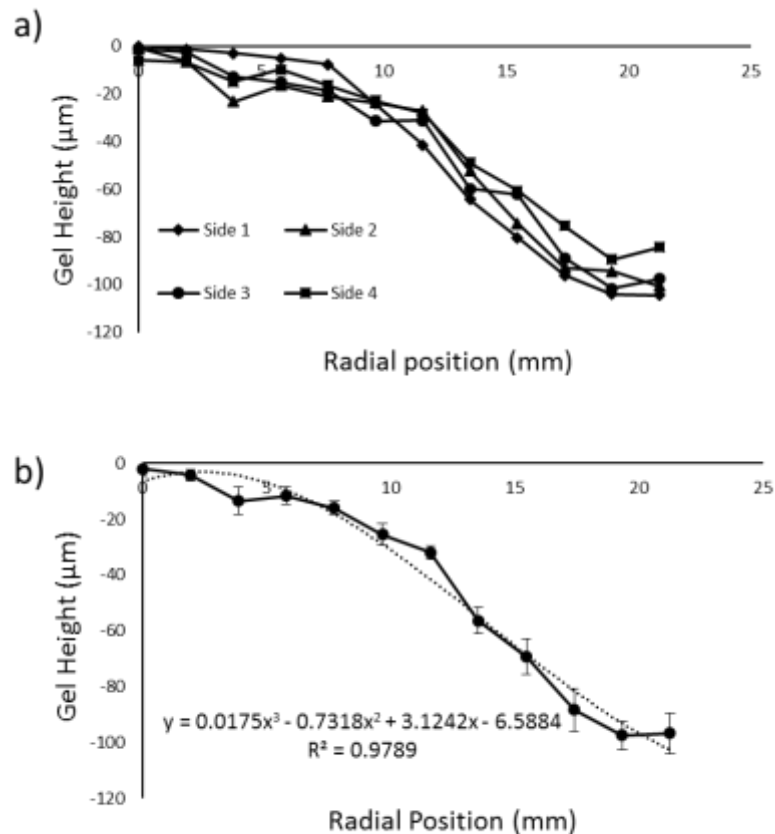 a)
0
0 5 10 15 20 25
-20
-40
-60
-80
-100
-120
Gel Height (µm)
Side 1 Side 2
Side 3 Side 4
Radial position (mm)
b)
0
0 5 10 15 20 25
-20
-40
-60
-80
-100
-120
Gel Height (µm)
y = 0.0175x³ - 0.7318x² + 3.1242x - 6.5884
R² = 0.9789
Radial Position (mm)